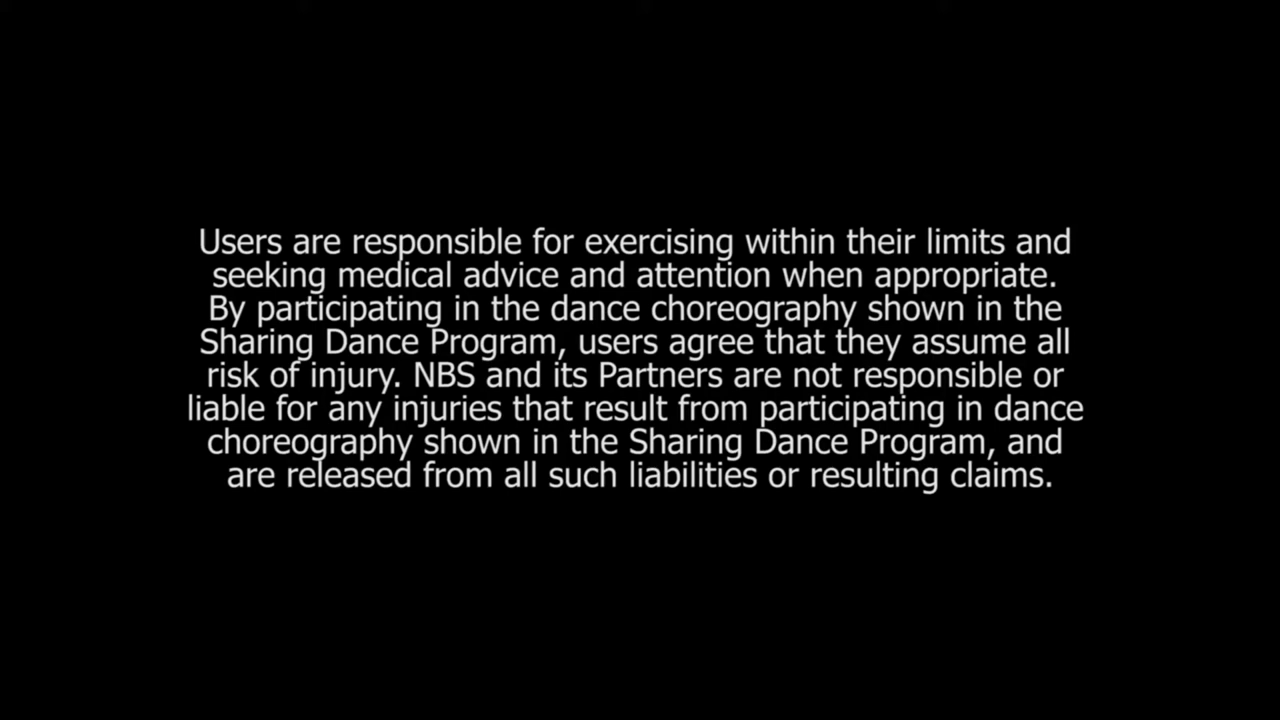 Users are responsible for exercising within their limits and
seeking medical advice and attention when appropriate.
By participating in the dance choreography shown in the
Sharing Dance Program, users agree that they assume all
risk of injury. NBS and its Partners are not responsible or
liable for any injuries that result from participating in dance
choreography shown in the Sharing Dance Program, and
are released from all such liabilities or resulting claims.